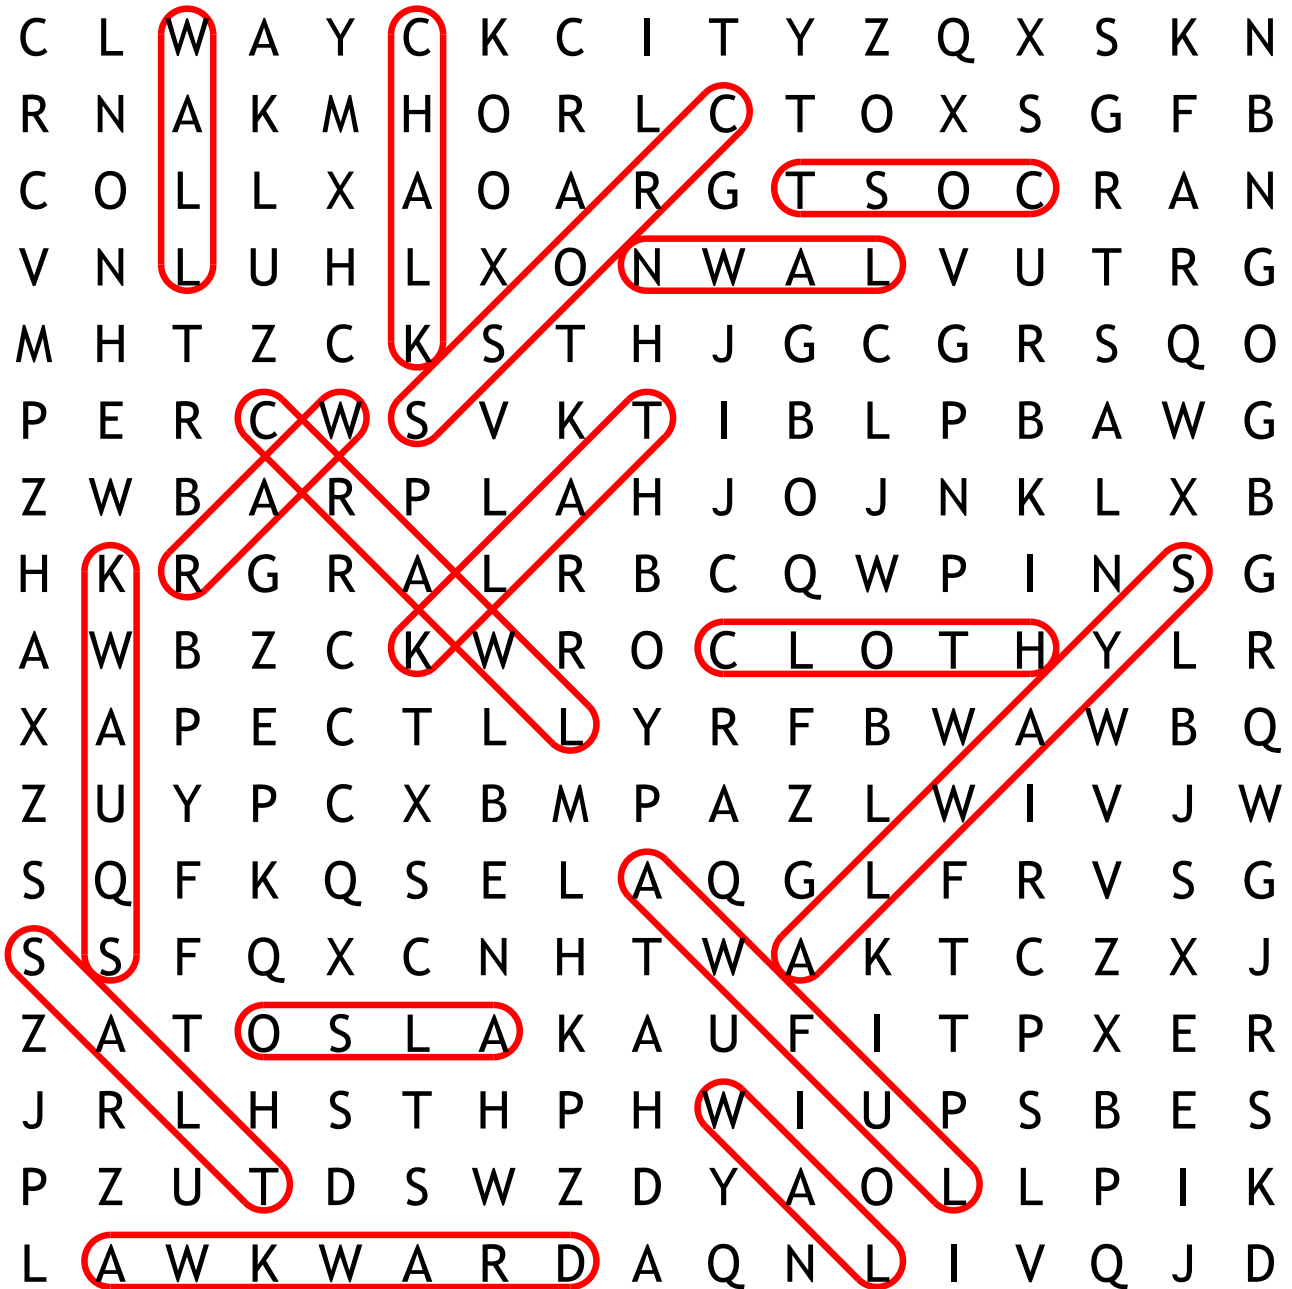 C L W A Y C K C I T Y Z Q X S K N
R N A K M H O R L C T O X S G F B
C O L L X A O A R G T S O C R A N
V N L U H L X O N W A L V U T R G
M H T Z C K S T H J G C G R S Q O
P E R C W S V K T I B L P B A W G
Z W B A R P L A H J O J N K L X B
H K R G R A L R B C Q W P I N S G
A W B Z C K W R O C L O T H Y L R
X A P E C T L L Y R F B W A W B Q
Z U Y P C X B M P A Z L W I V J W
S Q F K Q S E L A Q G L F R V S G
S S F Q X C N H T W A K T C Z X J
Z A T O S L A K A U F I T P X E R
J R L H S T H P H W I U P S B E S
P Z U T D S W Z D Y A O L L P I K
L A W K W A R D A Q N L I V Q J D